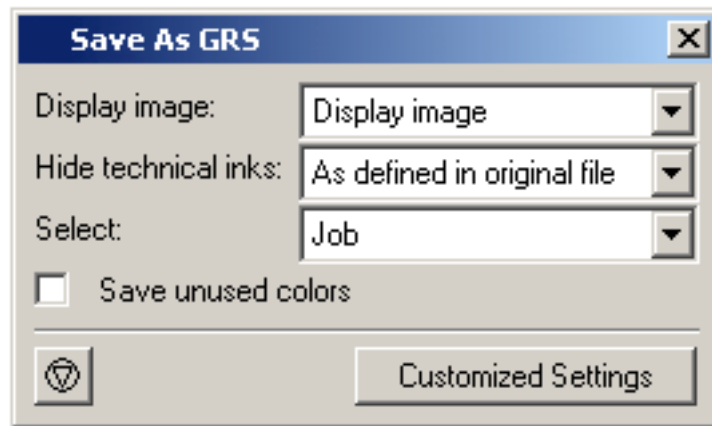 Save As GRS
Display image: Display image
Hide technical inks: As defined in original file
Select: Job
Save unused colors
Customized Settings